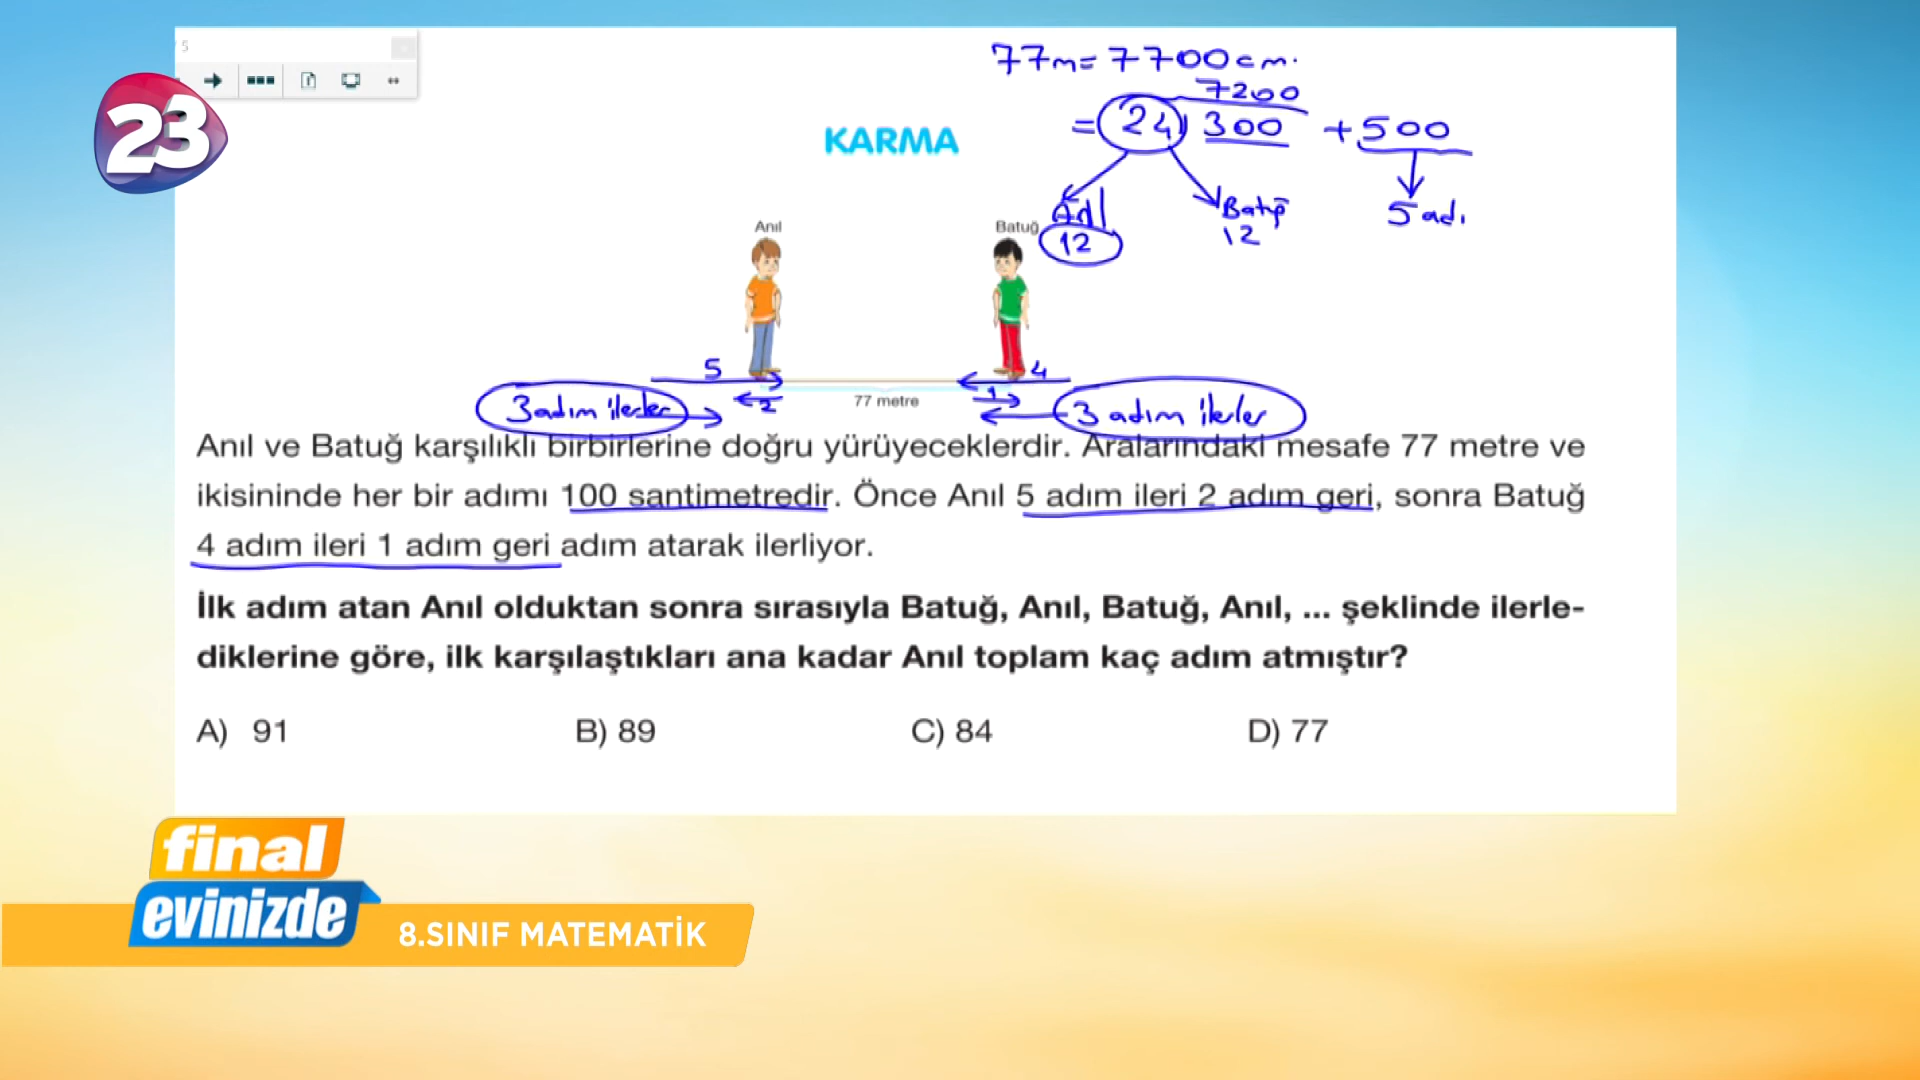 5
23
77m=7700cm.
7200
=24 300 +500
KARMA
Anıl
12
Batuğ
12
5 adı
Anıl
Batuğ
5
4
2
1
3 adım ilerler
77 metre
3 adım ilerler
Anıl ve Batuğ karşılıklı birbirlerine doğru yürüyeceklerdir. Aralarındaki mesafe 77 metre ve
ikisininde her bir adımı 100 santimetredir. Önce Anıl 5 adım ileri 2 adım geri, sonra Batuğ
4 adım ileri 1 adım geri adım atarak ilerliyor.
İlk adım atan Anıl olduktan sonra sırasıyla Batuğ, Anıl, Batuğ, Anıl, ... şeklinde ilerle-
diklerine göre, ilk karşılaştıkları ana kadar Anıl toplam kaç adım atmıştır?
A) 91 B) 89 C) 84 D) 77
final
evinizde
8.SINIF MATEMATİK